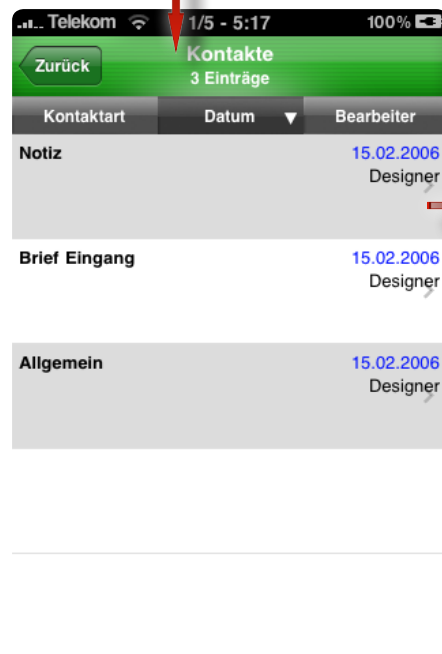 Telekom 1/5 - 5:17 100%
Zurück
Kontakte
3 Einträge
Kontaktart Datum ▼ Bearbeiter
Notiz 15.02.2006
Designer
Brief Eingang 15.02.2006
Designer
Allgemein 15.02.2006
Designer